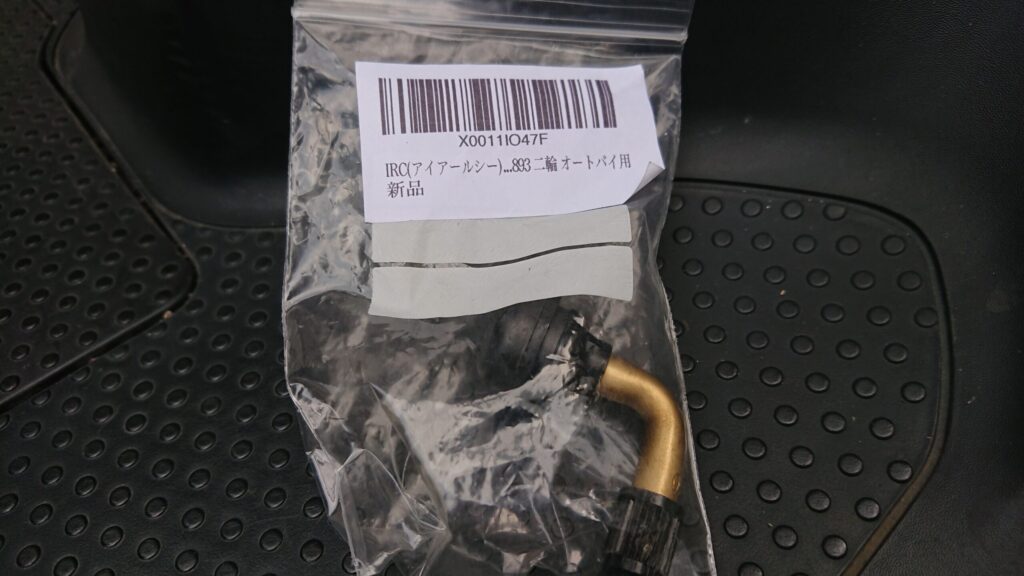 X0011IO47F
IRC(アイアールシー)...893 二輪 オートバイ用
新品